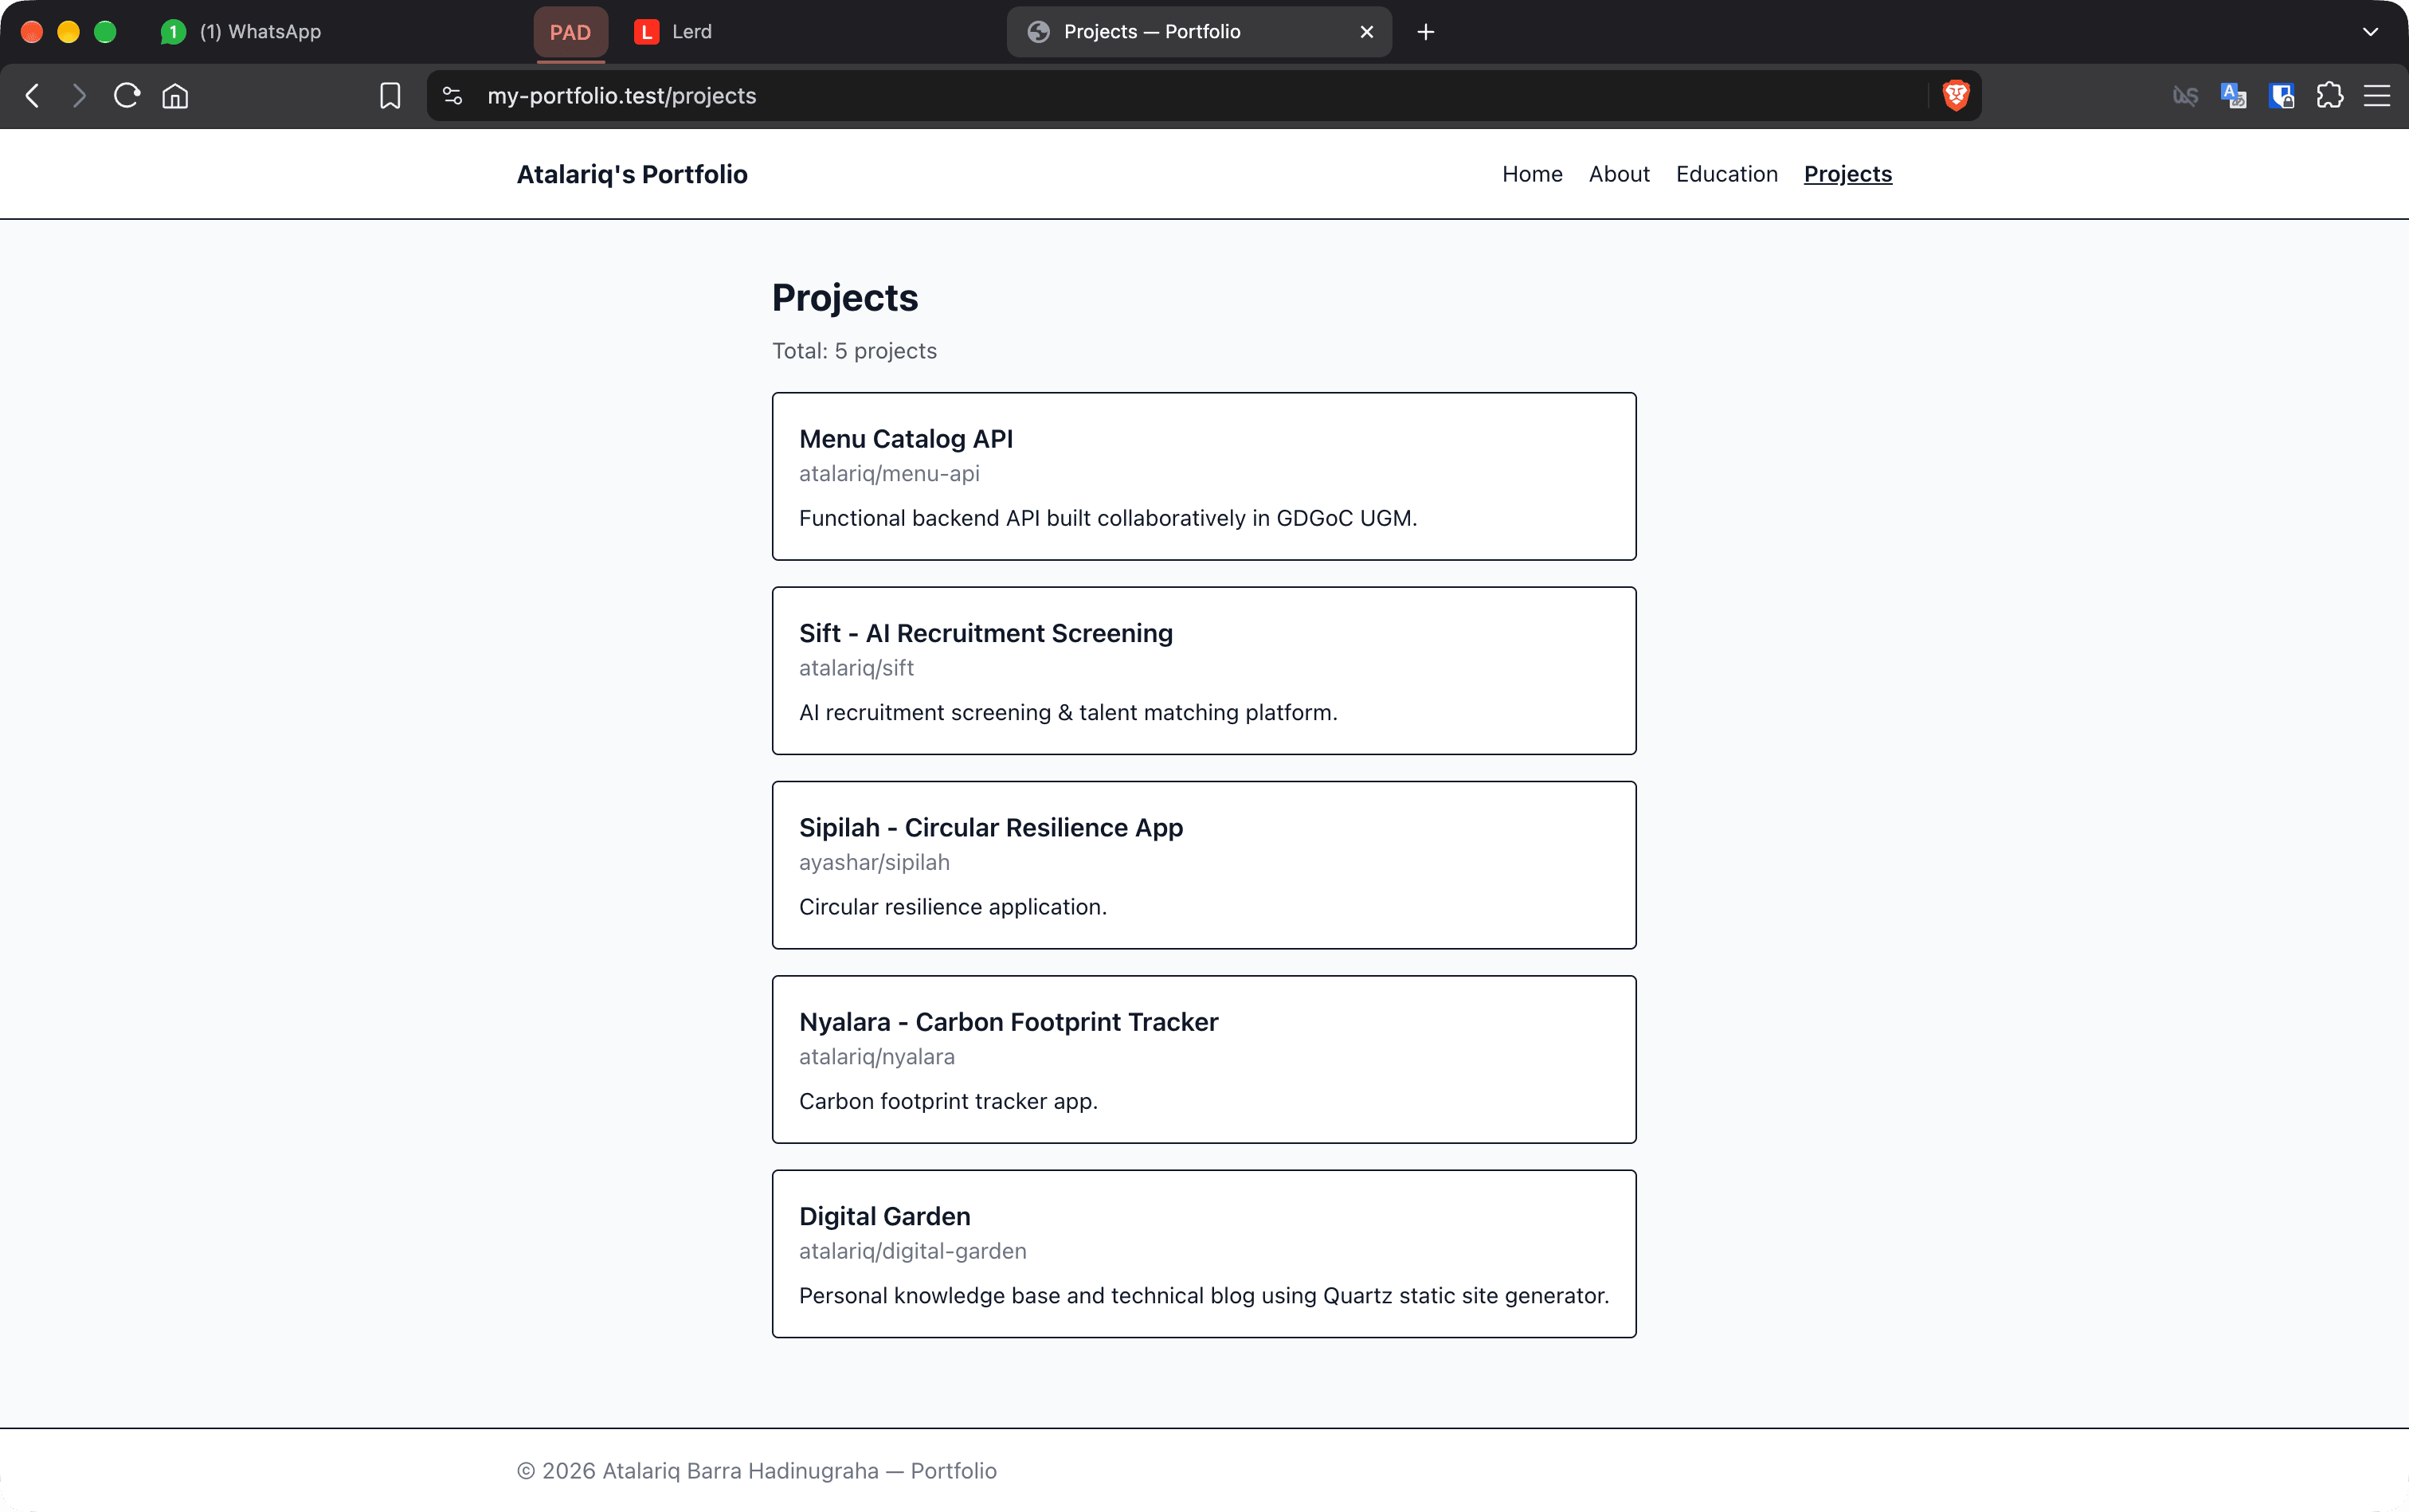 1 (1) WhatsApp
PAD
L Lerd
Projects — Portfolio
my-portfolio.test/projects
Atalariq's Portfolio
Home About Education Projects
Projects
Total: 5 projects
Menu Catalog API
atalariq/menu-api
Functional backend API built collaboratively in GDGoC UGM.
Sift - AI Recruitment Screening
atalariq/sift
AI recruitment screening & talent matching platform.
Sipilah - Circular Resilience App
ayashar/sipilah
Circular resilience application.
Nyalara - Carbon Footprint Tracker
atalariq/nyalara
Carbon footprint tracker app.
Digital Garden
atalariq/digital-garden
Personal knowledge base and technical blog using Quartz static site generator.
© 2026 Atalariq Barra Hadinugraha — Portfolio